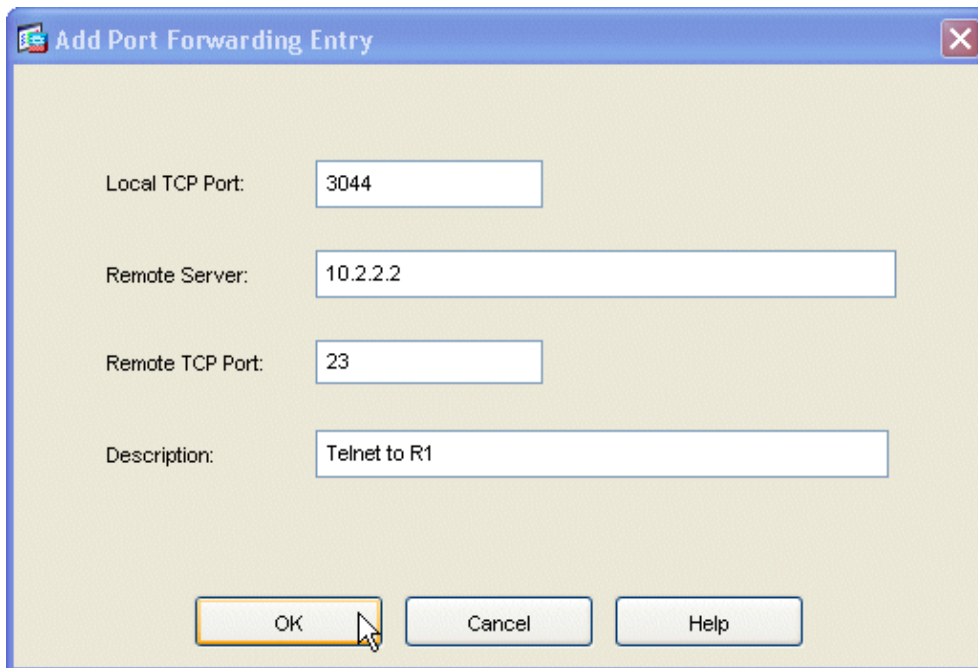 Add Port Forwarding Entry
Local TCP Port: 3044
Remote Server: 10.2.2.2
Remote TCP Port: 23
Description: Telnet to R1
OK Cancel Help